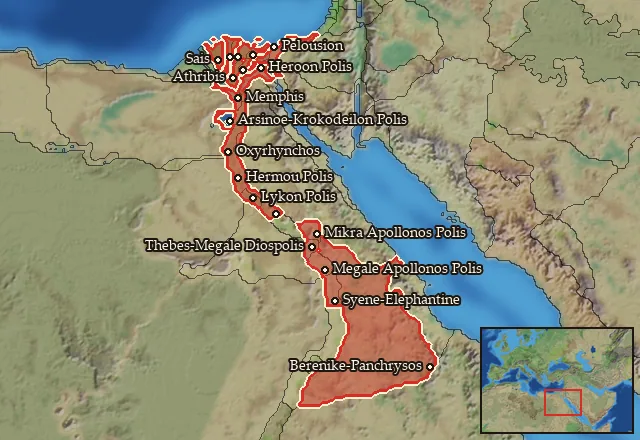 Pelousion
Sais
Heroon Polis
Athribis
Memphis
Arsinoe-Krokodeilon Polis
Oxyrhynchos
Hermou Polis
Lykon Polis
Mikra Apollonos Polis
Thebes-Megale Diospolis
Megale Apollonos Polis
Syene-Elephantine
Berenike-Panchrysos